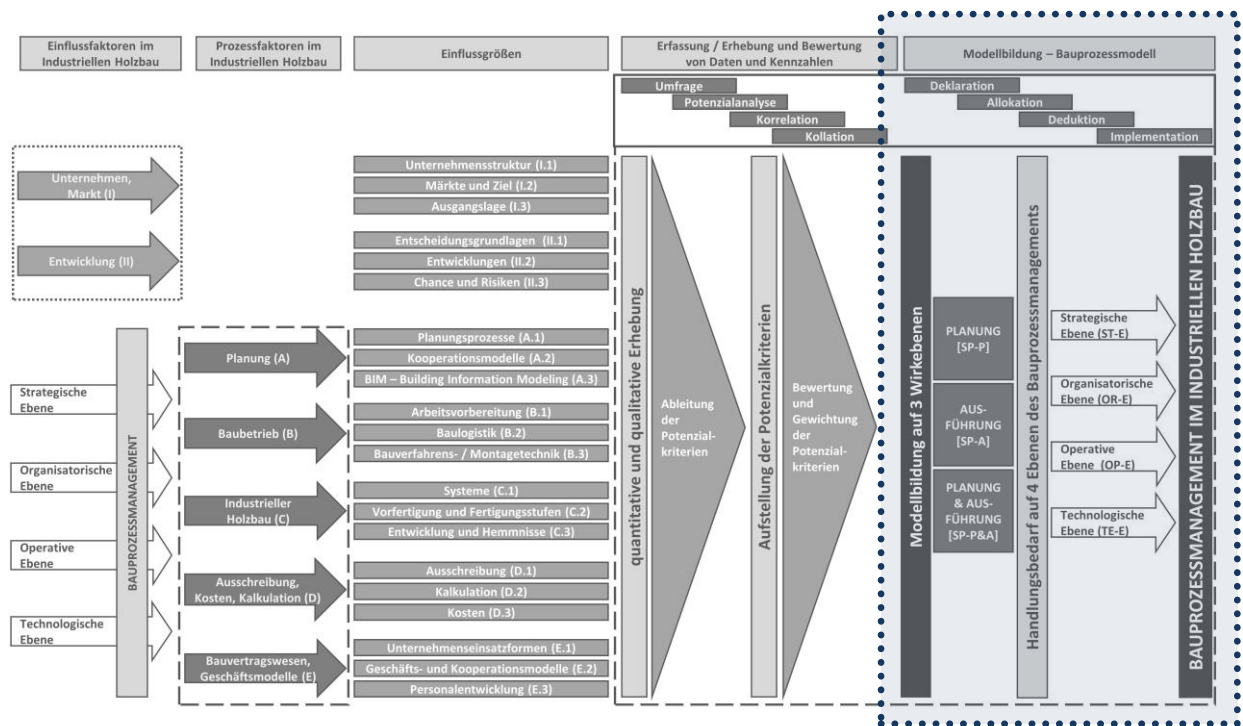 Einflussfaktoren im
Industriellen Holzbau
Prozessfaktoren im
Industriellen Holzbau
Einflussgrößen
Erfassung / Erhebung und Bewertung
von Daten und Kennzahlen
Modellbildung – Bauprozessmodell
Umfrage
Potenzialanalyse
Korrelation
Kollation
Deklaration
Allokation
Deduktion
Implementation
Unternehmen,
Markt (I)
Entwicklung (II)
Strategische
Ebene
Organisatorische
Ebene
Operative
Ebene
Technologische
Ebene
BAUPROZESSMANAGEMENT
Planung (A)
Baubetrieb (B)
Industrieller
Holzbau (C)
Ausschreibung,
Kosten, Kalkulation (D)
Bauvertragswesen,
Geschäftsmodelle (E)
Unternehmensstruktur (I.1)
Märkte und Ziel (I.2)
Ausgangslage (I.3)
Entscheidungsgrundlagen (II.1)
Entwicklungen (II.2)
Chance und Risiken (II.3)
Planungsprozesse (A.1)
Kooperationsmodelle (A.2)
BIM – Building Information Modeling (A.3)
Arbeitsvorbereitung (B.1)
Baulogistik (B.2)
Bauverfahrens- / Montagetechnik (B.3)
Systeme (C.1)
Vorfertigung und Fertigungsstufen (C.2)
Entwicklung und Hemmnisse (C.3)
Ausschreibung (D.1)
Kalkulation (D.2)
Kosten (D.3)
Unternehmenseinsatzformen (E.1)
Geschäfts- und Kooperationsmodelle (E.2)
Personalentwicklung (E.3)
quantitative und qualitative Erhebung
Ableitung
der
Potenzial-
kriterien
Aufstellung der Potenzialkriterien
Bewertung
und
Gewichtung
der
Potenzial-
kriterien
Modellbildung auf 3 Wirkebenen
PLANUNG
[SP-P]
AUS-
FÜHRUNG
[SP-A]
PLANUNG
& AUS-
FÜHRUNG
[SP-P&A]
Handlungsbedarf auf 4 Ebenen des Bauprozessmanagements
Strategische
Ebene (ST-E)
Organisatorische
Ebene (OR-E)
Operative
Ebene (OP-E)
Technologische
Ebene (TE-E)
BAUPROZESSMANAGEMENT IM INDUSTRIELLEN HOLZBAU